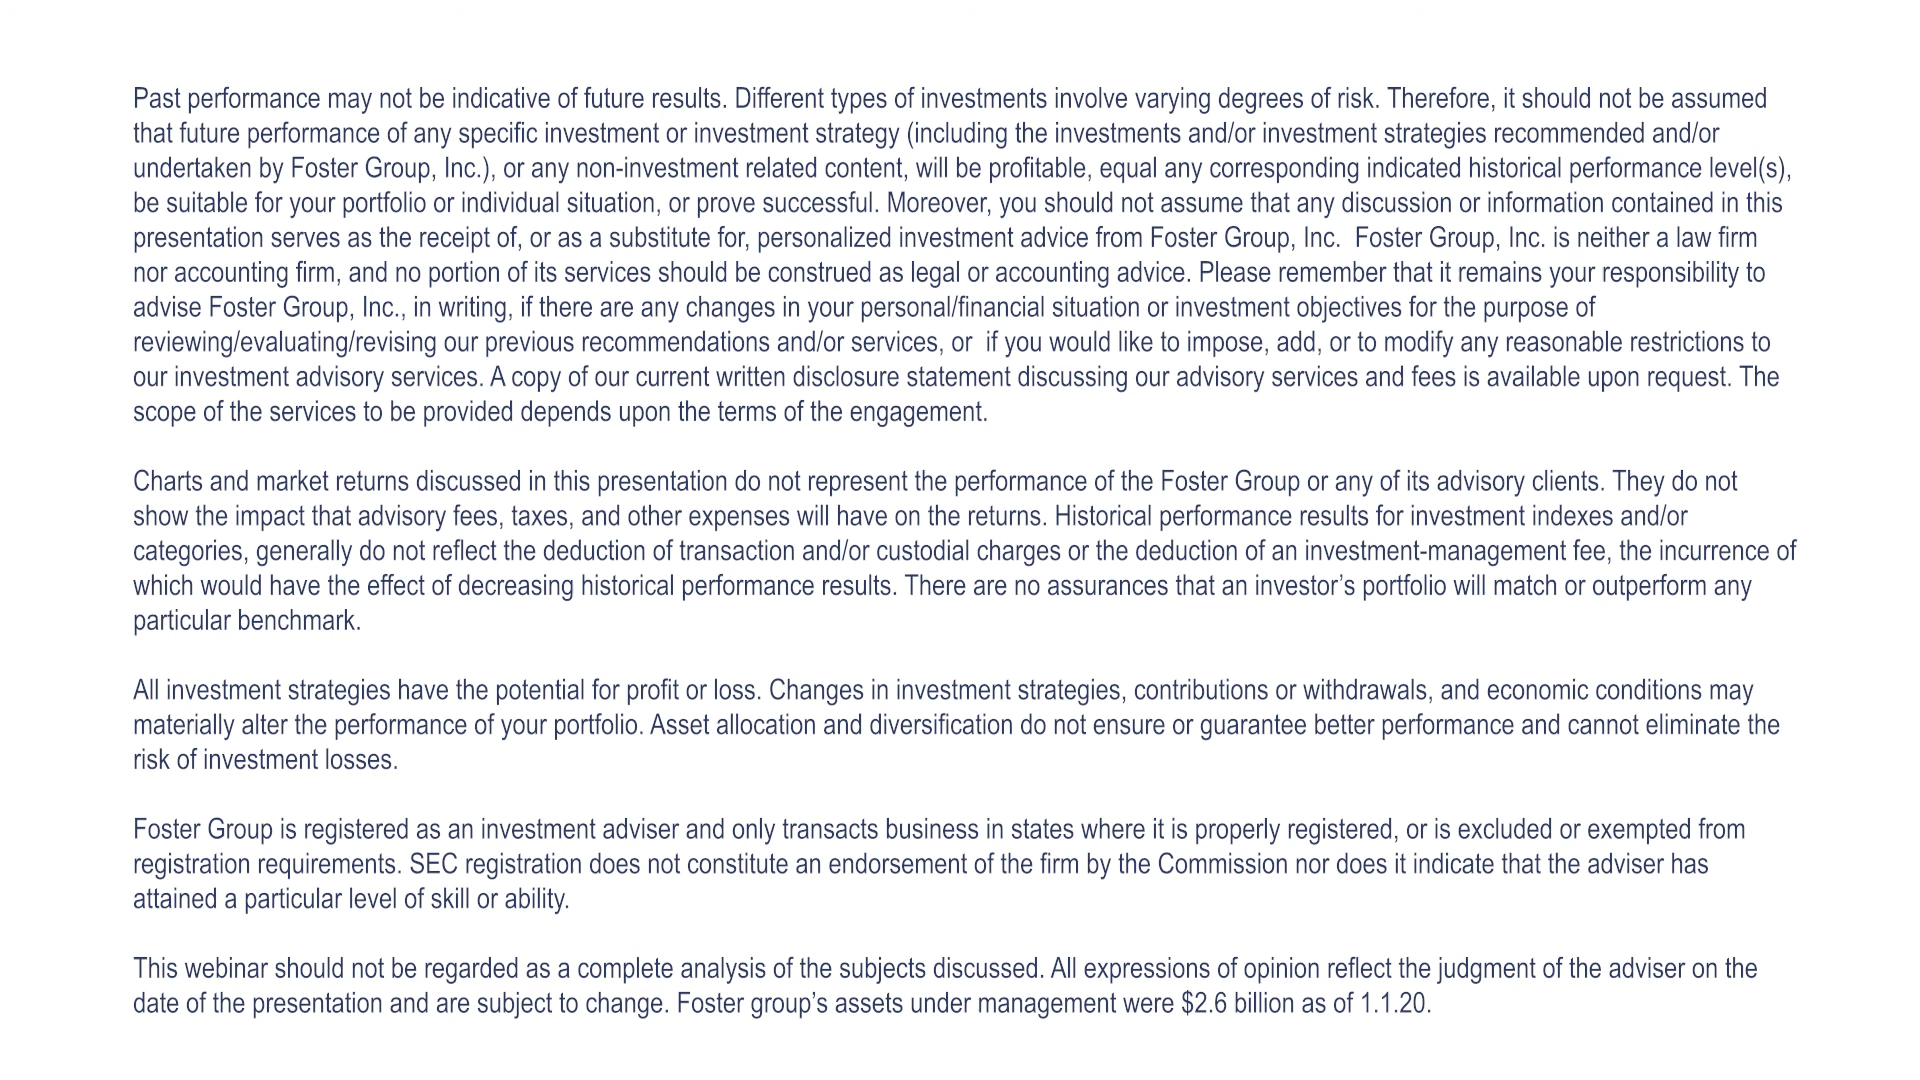 Past performance may not be indicative of future results. Different types of investments involve varying degrees of risk. Therefore, it should not be assumed
that future performance of any specific investment or investment strategy (including the investments and/or investment strategies recommended and/or
undertaken by Foster Group, Inc.), or any non-investment related content, will be profitable, equal any corresponding indicated historical performance level(s),
be suitable for your portfolio or individual situation, or prove successful. Moreover, you should not assume that any discussion or information contained in this
presentation serves as the receipt of, or as a substitute for, personalized investment advice from Foster Group, Inc.  Foster Group, Inc. is neither a law firm
nor accounting firm, and no portion of its services should be construed as legal or accounting advice. Please remember that it remains your responsibility to
advise Foster Group, Inc., in writing, if there are any changes in your personal/financial situation or investment objectives for the purpose of
reviewing/evaluating/revising our previous recommendations and/or services, or  if you would like to impose, add, or to modify any reasonable restrictions to
our investment advisory services. A copy of our current written disclosure statement discussing our advisory services and fees is available upon request. The
scope of the services to be provided depends upon the terms of the engagement.
Charts and market returns discussed in this presentation do not represent the performance of the Foster Group or any of its advisory clients. They do not
show the impact that advisory fees, taxes, and other expenses will have on the returns. Historical performance results for investment indexes and/or
categories, generally do not reflect the deduction of transaction and/or custodial charges or the deduction of an investment-management fee, the incurrence of
which would have the effect of decreasing historical performance results. There are no assurances that an investor’s portfolio will match or outperform any
particular benchmark.
All investment strategies have the potential for profit or loss. Changes in investment strategies, contributions or withdrawals, and economic conditions may
materially alter the performance of your portfolio. Asset allocation and diversification do not ensure or guarantee better performance and cannot eliminate the
risk of investment losses.
Foster Group is registered as an investment adviser and only transacts business in states where it is properly registered, or is excluded or exempted from
registration requirements. SEC registration does not constitute an endorsement of the firm by the Commission nor does it indicate that the adviser has
attained a particular level of skill or ability.
This webinar should not be regarded as a complete analysis of the subjects discussed. All expressions of opinion reflect the judgment of the adviser on the
date of the presentation and are subject to change. Foster group’s assets under management were $2.6 billion as of 1.1.20.